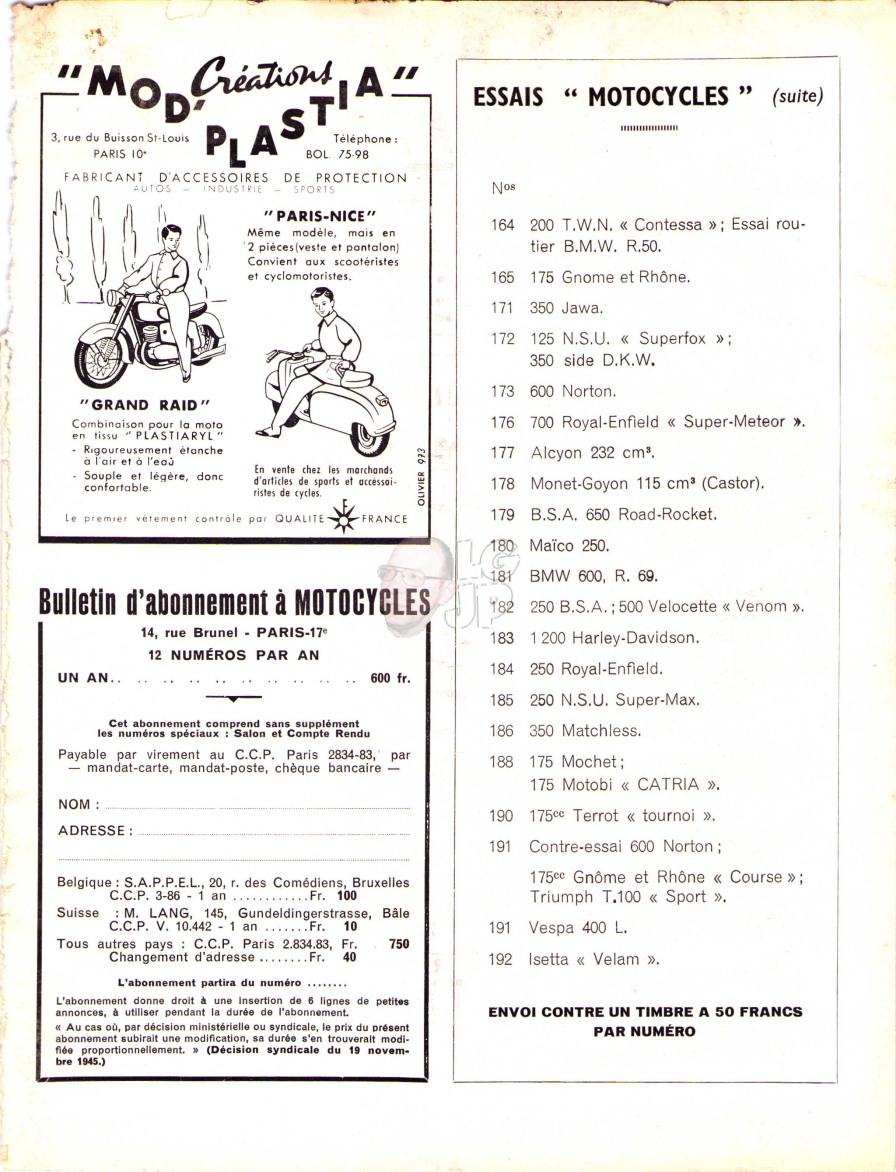 Créations
"MOD' PLASTIA"
3, rue du Buisson St-Louis
PARIS 10e
Téléphone :
BOL. 75-98
FABRICANT D'ACCESSOIRES DE PROTECTION
AUTOS – INDUSTRIE – SPORTS
"PARIS-NICE"
Même modèle, mais en
2 pièces (veste et pantalon)
Convient aux scootéristes
et cyclomotoristes.
"GRAND RAID"
Combinaison pour la moto
en tissu "PLASTIARYL"
- Rigoureusement étanche
à l'air et à l'eau
- Souple et légère, donc
confortable.
En vente chez les marchands
d'articles de sports et accessoi-
ristes de cycles.
OLIVIER 973
Le premier vêtement contrôlé par QUALITE FRANCE
F
Bulletin d'abonnement à MOTOCYCLES
14, rue Brunel - PARIS-17e
12 NUMÉROS PAR AN
UN AN.. .. .. .. .. .. .. .. .. .. 600 fr.
Cet abonnement comprend sans supplément
les numéros spéciaux : Salon et Compte Rendu
Payable par virement au C.C.P. Paris 2834-83, par
— mandat-carte, mandat-poste, chèque bancaire —
NOM :
ADRESSE :
Belgique : S.A.P.P.E.L., 20, r. des Comédiens, Bruxelles
C.C.P. 3-86 - 1 an ............Fr. 100
Suisse : M. LANG, 145, Gundeldingerstrasse, Bâle
C.C.P. V. 10.442 - 1 an .......Fr. 10
Tous autres pays : C.C.P. Paris 2.834.83, Fr. 750
Changement d'adresse ........Fr. 40
L'abonnement partira du numéro ........
L'abonnement donne droit à une insertion de 6 lignes de petites
annonces, à utiliser pendant la durée de l'abonnement.
« Au cas où, par décision ministérielle ou syndicale, le prix du présent
abonnement subirait une modification, sa durée s'en trouverait modi-
fiée proportionnellement. » (Décision syndicale du 19 novem-
bre 1945.)
LG
JP
ESSAIS " MOTOCYCLES " (suite)
Nos
164 200 T.W.N. « Contessa » ; Essai rou-
tier B.M.W. R.50.
165 175 Gnome et Rhône.
171 350 Jawa.
172 125 N.S.U. « Superfox » ;
350 side D.K.W.
173 600 Norton.
176 700 Royal-Enfield « Super-Meteor ».
177 Alcyon 232 cm³.
178 Monet-Goyon 115 cm³ (Castor).
179 B.S.A. 650 Road-Rocket.
180 Maïco 250.
181 BMW 600, R. 69.
182 250 B.S.A. ; 500 Velocette « Venom ».
183 1 200 Harley-Davidson.
184 250 Royal-Enfield.
185 250 N.S.U. Super-Max.
186 350 Matchless.
188 175 Mochet ;
175 Motobi « CATRIA ».
190 175cc Terrot « tournoi ».
191 Contre-essai 600 Norton ;
175cc Gnôme et Rhône « Course » ;
Triumph T.100 « Sport ».
191 Vespa 400 L.
192 Isetta « Velam ».
ENVOI CONTRE UN TIMBRE A 50 FRANCS
PAR NUMÉRO